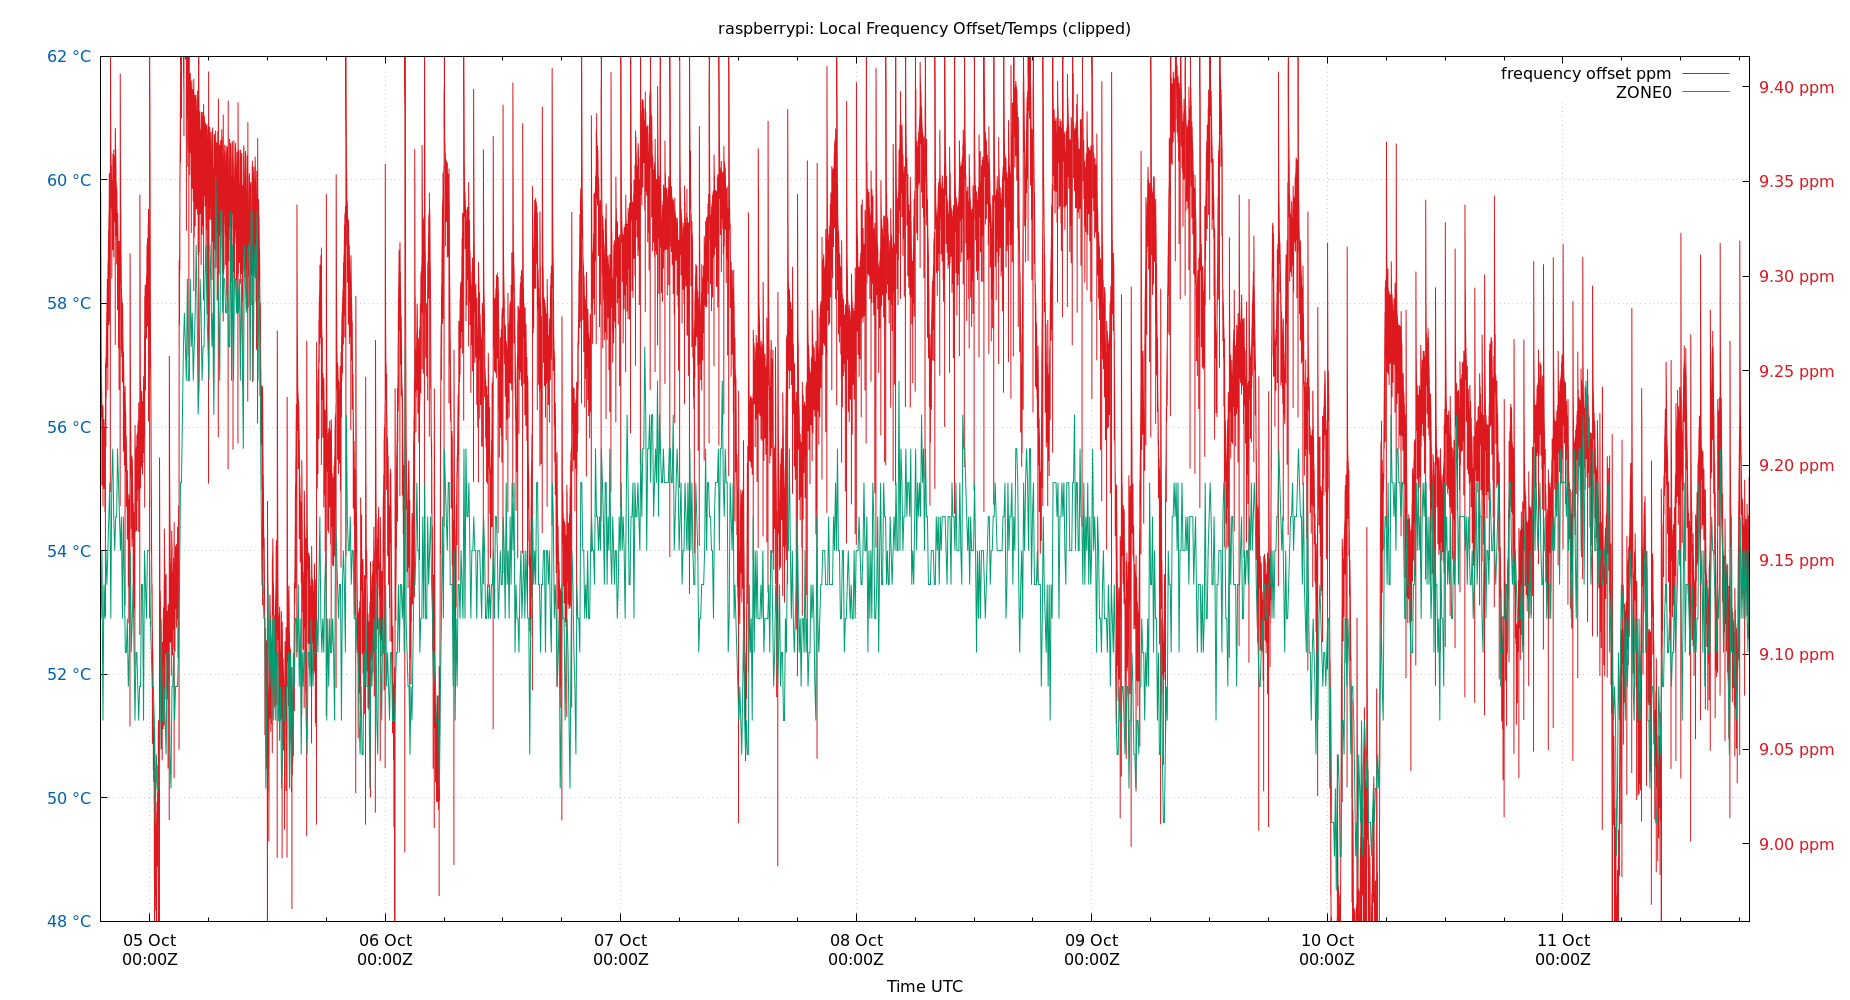 raspberrypi: Local Frequency Offset/Temps (clipped)
62 °C
60 °C
58 °C
56 °C
54 °C
52 °C
50 °C
48 °C
frequency offset ppm
ZONE0
9.40 ppm
9.35 ppm
9.30 ppm
9.25 ppm
9.20 ppm
9.15 ppm
9.10 ppm
9.05 ppm
9.00 ppm
05 Oct
00:00Z
06 Oct
00:00Z
07 Oct
00:00Z
08 Oct
00:00Z
09 Oct
00:00Z
10 Oct
00:00Z
11 Oct
00:00Z
Time UTC